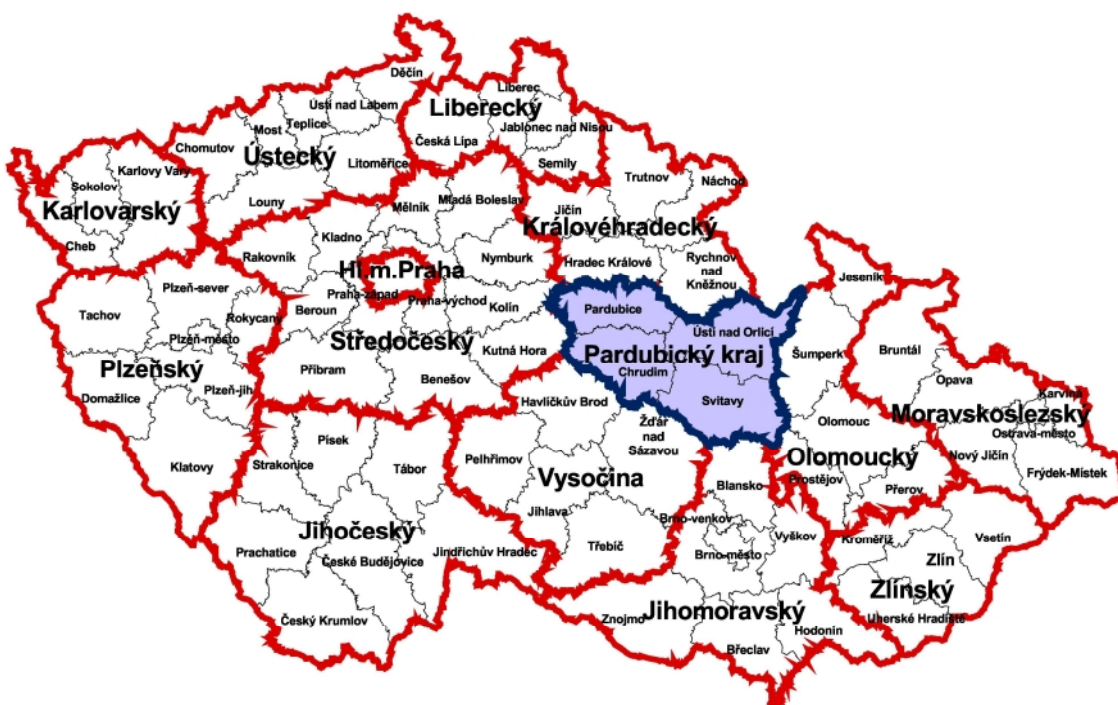 Děčín
Liberec
Ústí nad Labem
Liberecký
Teplice
Most
Jablonec nad Nisou
Chomutov
Česká Lípa
Ústecký
Litoměřice
Semily
Karlovy Vary
Trutnov
Náchod
Sokolov
Louny
Mladá Boleslav
Karlovarský
Mělník
Jičín
Královéhradecký
Kladno
Cheb
Rakovník
Nymburk
Hradec Králové
Rychnov
nad
Kněžnou
Hl.m.Praha
Jeseník
Plzeň-sever
Praha-západ
Praha-východ
Beroun
Kolín
Pardubice
Tachov
Rokycany
Ústí nad Orlicí
Plzeň-město
Středočeský
Kutná Hora
Pardubický kraj
Šumperk
Bruntál
Plzeňský
Příbram
Chrudim
Opava
Benešov
Plzeň-jih
Domažlice
Svitavy
Karviná
Havlíčkův Brod
Moravskoslezský
Žďár
nad
Sázavou
Olomouc
Ostrava-město
Písek
Nový Jičín
Olomoucký
Klatovy
Strakonice
Tábor
Pelhřimov
Frýdek-Místek
Vysočina
Prostějov
Blansko
Přerov
Jihlava
Brno-venkov
Jihočeský
Vyškov
Kroměříž
Vsetín
Třebíč
Prachatice
Jindřichův Hradec
Brno-město
České Budějovice
Zlín
Zlínský
Jihomoravský
Český Krumlov
Znojmo
Uherské Hradiště
Hodonín
Břeclav